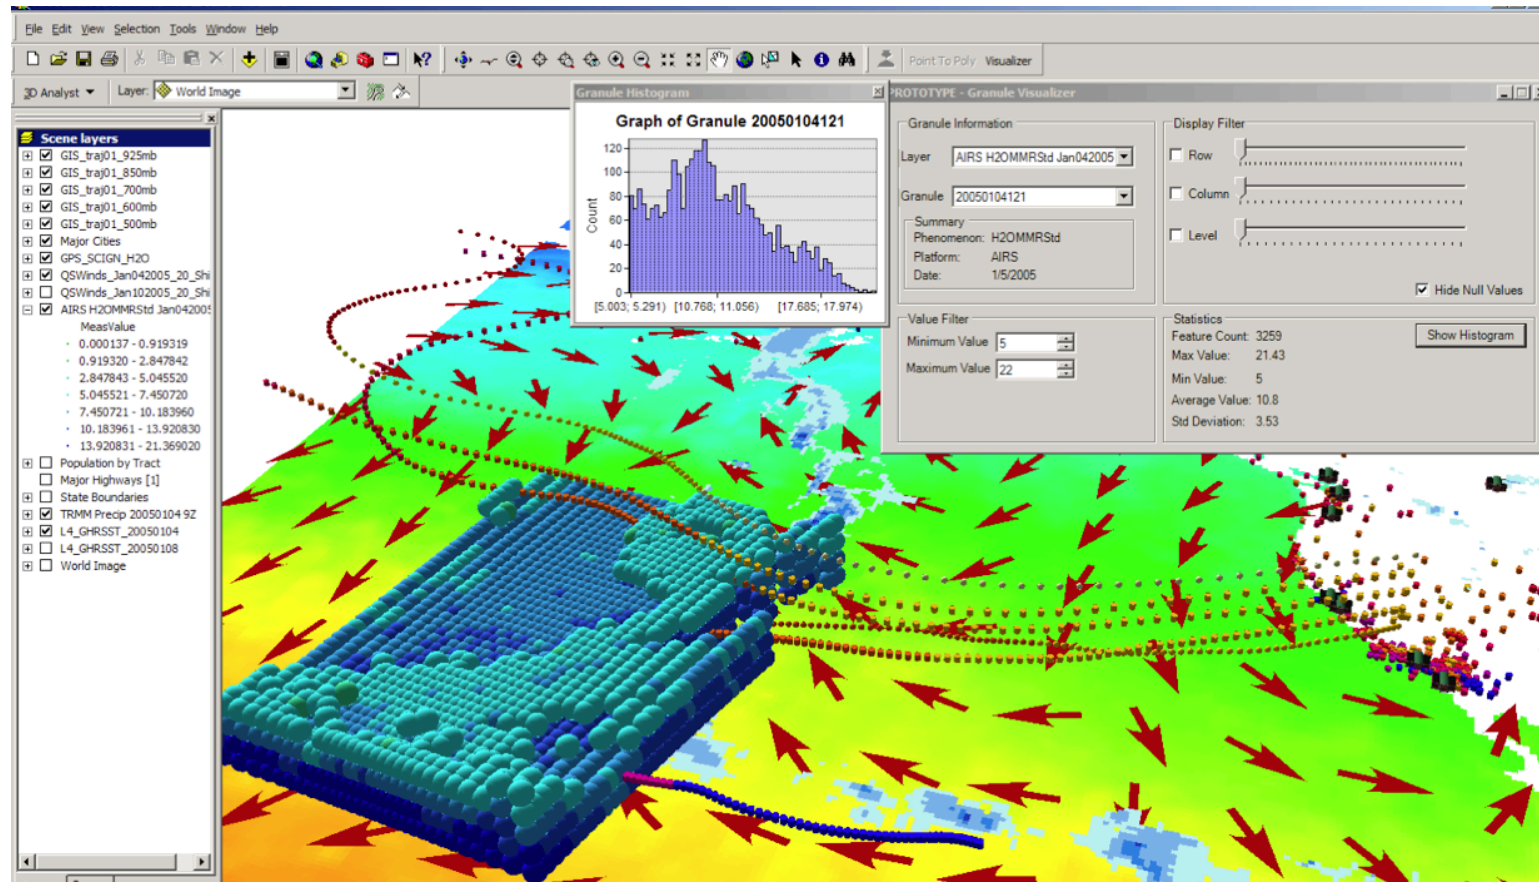 File Edit View Selection Tools Window Help
Point To Poly Visualizer
3D Analyst Layer: World Image
Scene layers
GIS_traj01_925mb
GIS_traj01_850mb
GIS_traj01_700mb
GIS_traj01_600mb
GIS_traj01_500mb
Major Cities
GPS_SCIGN_H2O
QSWinds_Jan042005_20_Shi
QSWinds_Jan102005_20_Shi
AIRS H2OMMRStd Jan042005
MeasValue
0.000137 - 0.919319
0.919320 - 2.847842
2.847843 - 5.045520
5.045521 - 7.450720
7.450721 - 10.183960
10.183961 - 13.920830
13.920831 - 21.369020
Population by Tract
Major Highways [1]
State Boundaries
TRMM Precip 20050104 9Z
L4_GHRSST_20050104
L4_GHRSST_20050108
World Image
Granule Histogram
Graph of Granule 20050104121
Count
120
100
80
60
40
20
0
[5.003; 5.291) [10.768; 11.056) [17.685; 17.974)
PROTOTYPE - Granule Visualizer
Granule Information
Layer AIRS H2OMMRStd Jan042005
Granule 20050104121
Summary
Phenomenon: H2OMMRStd
Platform: AIRS
Date: 1/5/2005
Display Filter
Row
Column
Level
Hide Null Values
Value Filter
Minimum Value 5
Maximum Value 22
Statistics
Feature Count: 3259
Max Value: 21.43
Min Value: 5
Average Value: 10.8
Std Deviation: 3.53
Show Histogram